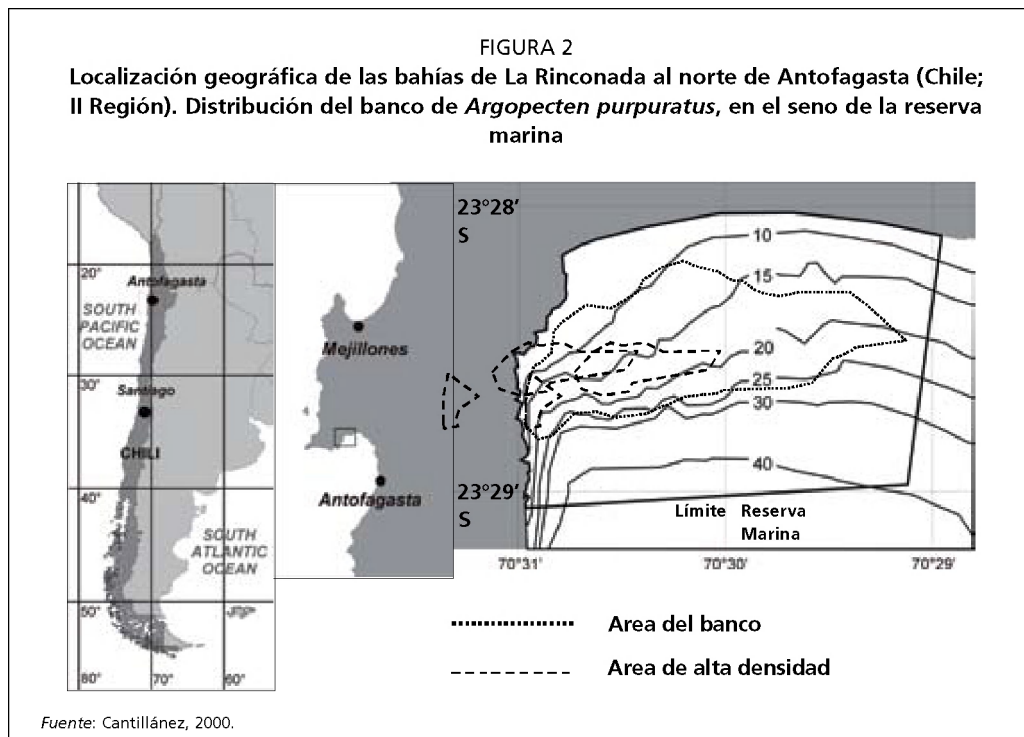 FIGURA 2
Localización geográfica de las bahías de La Rinconada al norte de Antofagasta (Chile;
II Región). Distribución del banco de Argopecten purpuratus, en el seno de la reserva
marina
20°
Antofagasta
SOUTH
PACIFIC
OCEAN
30°
Santiago
CHILI
40°
SOUTH
ATLANTIC
OCEAN
50°
80°
70°
60°
Mejillones
4
Antofagasta
23°28'
S
10
15
20
25
30
40
23°29'
S
Límite Reserva
Marina
70°31'
70°30'
70°29'
Area del banco
Area de alta densidad
Fuente: Cantillánez, 2000.